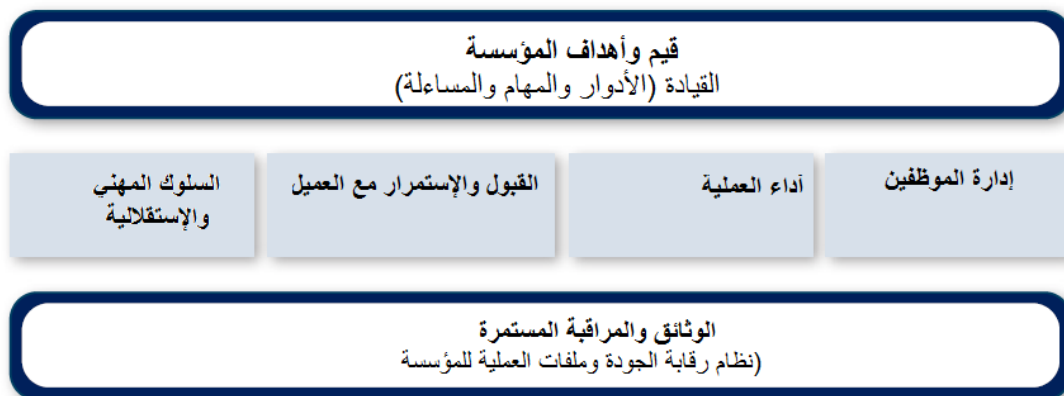 قيم وأهداف المؤسسة
القيادة (الأدوار والمهام والمساءلة)
إدارة الموظفين
أداء العملية
القبول والإستمرار مع العميل
السلوك المهني
والإستقلالية
الوثائق والمراقبة المستمرة
(نظام رقابة الجودة وملفات العملية للمؤسسة